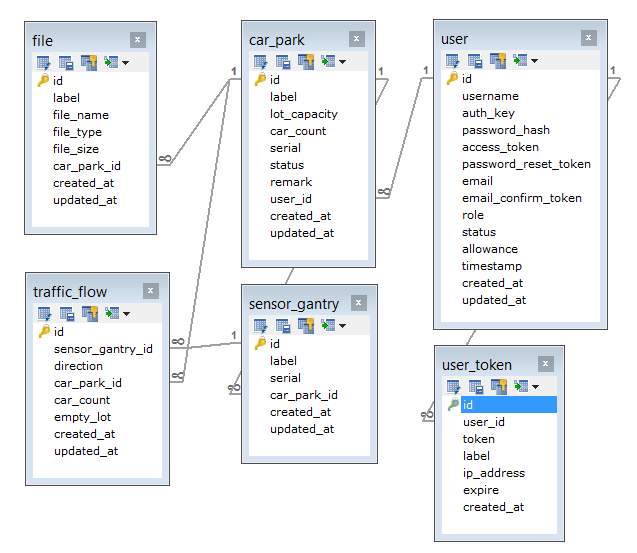 file
id
label
file_name
file_type
file_size
car_park_id
created_at
updated_at
car_park
id
label
lot_capacity
car_count
serial
status
remark
user_id
created_at
updated_at
user
id
username
auth_key
password_hash
access_token
password_reset_token
email
email_confirm_token
role
status
allowance
timestamp
created_at
updated_at
traffic_flow
id
sensor_gantry_id
direction
car_park_id
car_count
empty_lot
created_at
updated_at
sensor_gantry
id
label
serial
car_park_id
created_at
updated_at
user_token
id
user_id
token
label
ip_address
expire
created_at
1
1
1
1
1
∞
∞
∞
∞
∞
∞